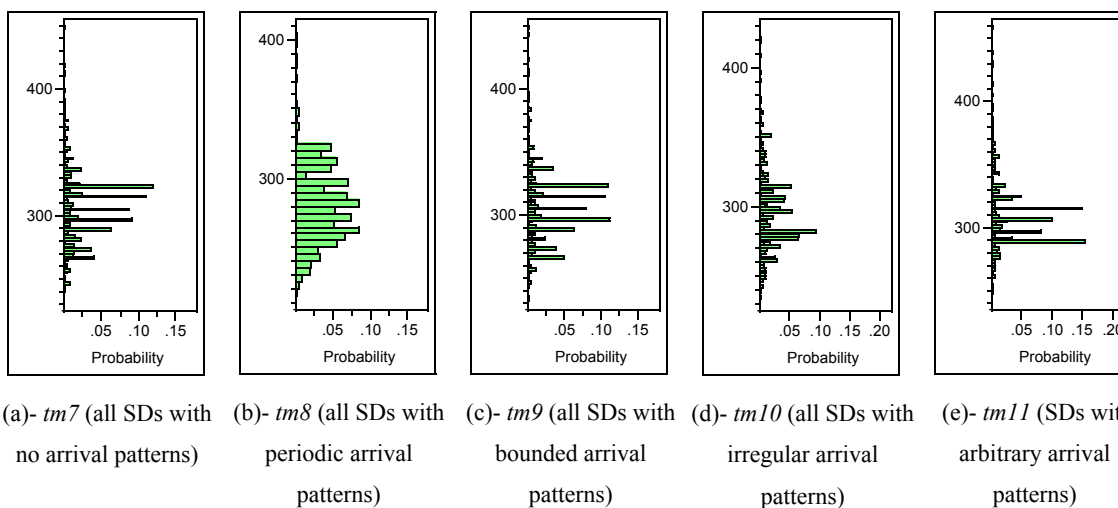 400
300
.05 .10 .15
Probability
400
300
.05 .10 .15
Probability
400
300
.05 .10 .15
Probability
400
300
.05 .10 .15 .20
Probability
400
300
.05 .10 .15 .20
Probability
(a)- tm7 (all SDs with
no arrival patterns)
(b)- tm8 (all SDs with
periodic arrival
patterns)
(c)- tm9 (all SDs with
bounded arrival
patterns)
(d)- tm10 (all SDs with
irregular arrival
patterns)
(e)- tm11 (SDs wit
arbitrary arrival
patterns)